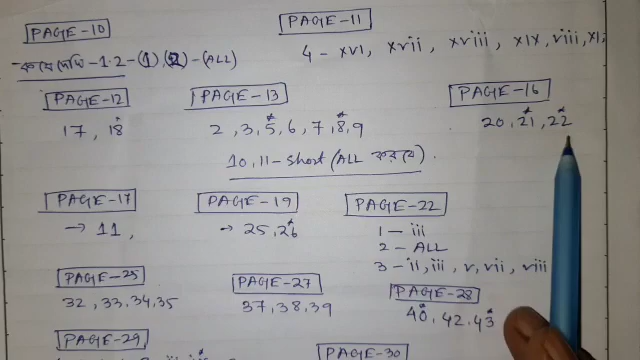 PAGE-10
PAGE-11
কষে দেখি - 1.2 - (1), (2) - (ALL)
4 - xvi, xvii, xviii, xix, viii, xi,
PAGE-12
PAGE-13
PAGE-16
17, 18*
2, 3, 5*, 6, 7, 8*, 9
20, 21*, 22*
10, 11 - short (ALL করবে).
PAGE-17
PAGE-19
PAGE-22
→ 11,
→ 25, 26*
1 - iii
2 - ALL
3 - ii, iii, v, vii, viii
PAGE-25
PAGE-27
PAGE-28
32, 33, 34, 35
37, 38, 39
40*, 42, 43*
PAGE-29
PAGE-30